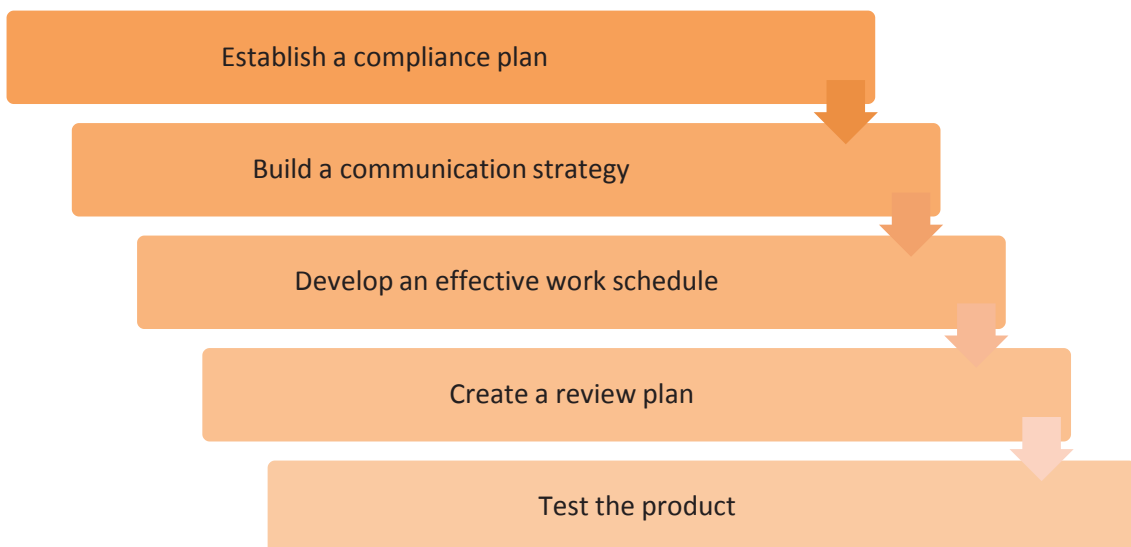 Establish a compliance plan
Build a communication strategy
Develop an effective work schedule
Create a review plan
Test the product